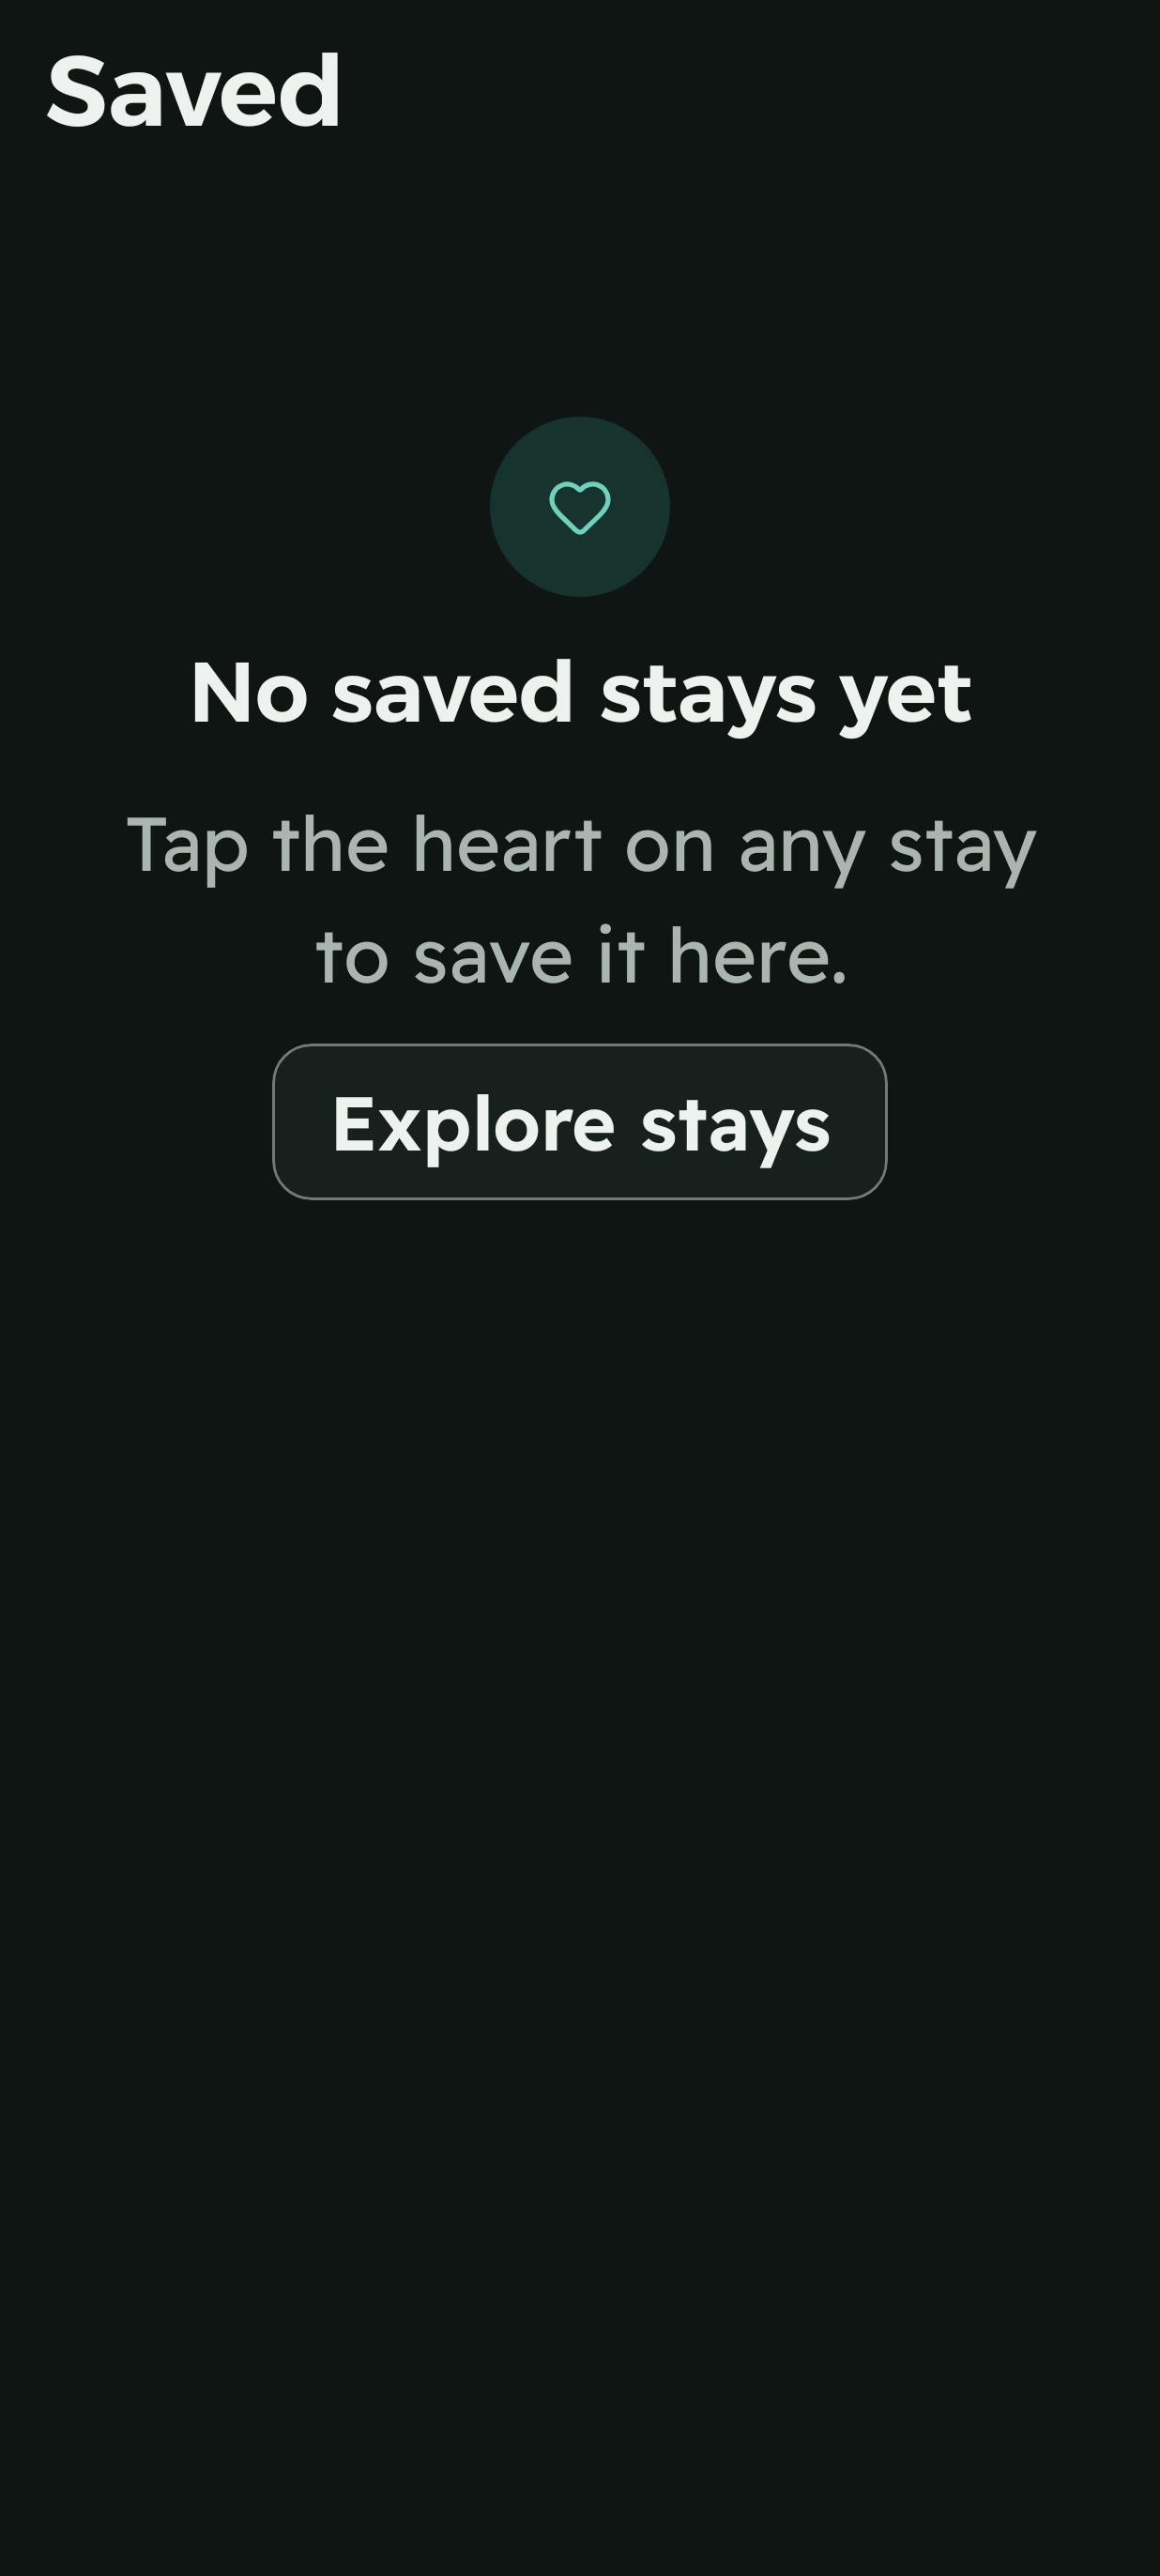 Saved
No saved stays yet
Tap the heart on any stay
to save it here.
Explore stays